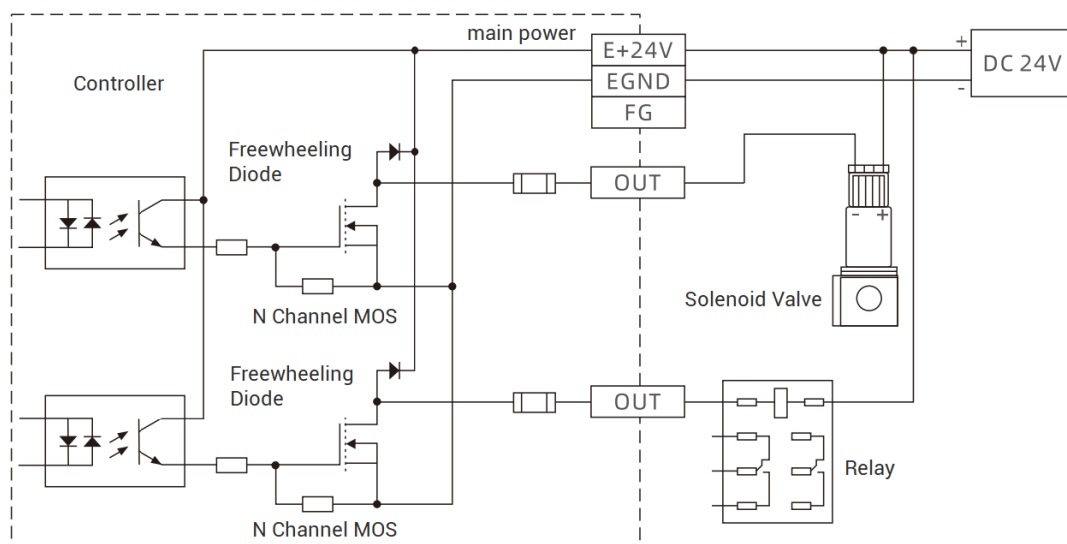 main power
E+24V
+
DC 24V
Controller
EGND
-
FG
Freewheeling
Diode
OUT
- +
Solenoid Valve
N Channel MOS
Freewheeling
Diode
OUT
Relay
N Channel MOS